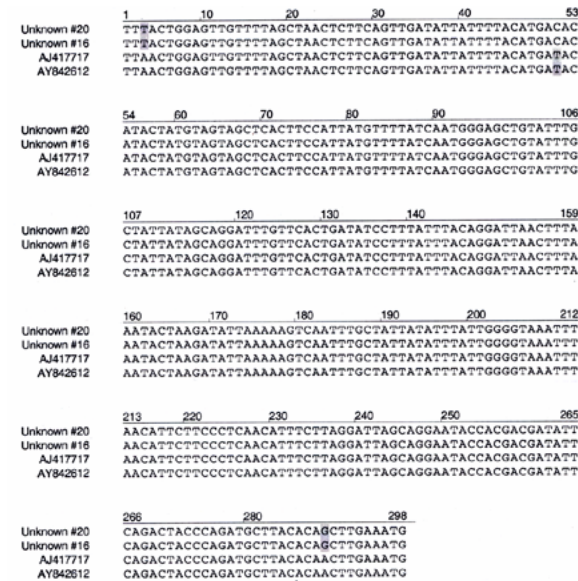 1 10 20 30 40 53
Unknown #20 TTTACTGGAGTTGTTTTAGCTAACTCTTCAGTTGATATTATTTTACATGACAC
Unknown #16 TTTACTGGAGTTGTTTTAGCTAACTCTTCAGTTGATATTATTTTACATGACAC
AJ417717 TTAACTGGAGTTGTTTTAGCTAACTCTTCAGTTGATATTATTTTACATGATAC
AY842612 TTAACTGGAGTTGTTTTAGCTAACTCTTCAGTTGATATTATTTTACATGATAC
54 60 70 80 90 106
Unknown #20 ATACTATGTAGTAGCTCACTTCCATTATGTTTTATCAATGGGAGCTGTATTTG
Unknown #16 ATACTATGTAGTAGCTCACTTCCATTATGTTTTATCAATGGGAGCTGTATTTG
AJ417717 ATACTATGTAGTAGCTCACTTCCATTATGTTTTATCAATGGGAGCTGTATTTG
AY842612 ATACTATGTAGTAGCTCACTTCCATTATGTTTTATCAATGGGAGCTGTATTTG
107 120 130 140 159
Unknown #20 CTATTATAGCAGGATTTGTTCACTGATATCCTTTATTTACAGGATTAACTTTA
Unknown #16 CTATTATAGCAGGATTTGTTCACTGATATCCTTTATTTACAGGATTAACTTTA
AJ417717 CTATTATAGCAGGATTTGTTCACTGATATCCTTTATTTACAGGATTAACTTTA
AY842612 CTATTATAGCAGGATTTGTTCACTGATATCCTTTATTTACAGGATTAACTTTA
160 170 180 190 200 212
Unknown #20 AATACTAAGATATTAAAAAGTCAATTTGCTATTATATTTATTGGGGTAAATTT
Unknown #16 AATACTAAGATATTAAAAAGTCAATTTGCTATTATATTTATTGGGGTAAATTT
AJ417717 AATACTAAGATATTAAAAAGTCAATTTGCTATTATATTTATTGGGGTAAATTT
AY842612 AATACTAAGATATTAAAAAGTCAATTTGCTATTATATTTATTGGGGTAAATTT
213 220 230 240 250 265
Unknown #20 AACATTCTTCCCTCAACATTTCTTAGGATTAGCAGGAATACCACGACGATATT
Unknown #16 AACATTCTTCCCTCAACATTTCTTAGGATTAGCAGGAATACCACGACGATATT
AJ417717 AACATTCTTCCCTCAACATTTCTTAGGATTAGCAGGAATACCACGACGATATT
AY842612 AACATTCTTCCCTCAACATTTCTTAGGATTAGCAGGAATACCACGACGATATT
266 280 298
Unknown #20 CAGACTACCCAGATGCTTACACAGCTTGAAATG
Unknown #16 CAGACTACCCAGATGCTTACACAGCTTGAAATG
AJ417717 CAGACTACCCAGATGCTTACACAACTTGAAATG
AY842612 CAGACTACCCAGATGCTTACACAACTTGAAATG